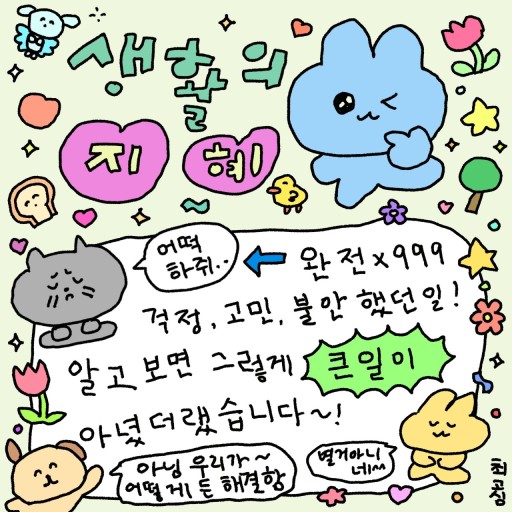 생활의
지혜
어떡
하쥐..
완전x999
걱정, 고민, 불안 했던 일!
알고 보면 그렇게 큰일이
아녔더랬습니다~!
아님 우리가~
어떻게든 해결함
별거아니
네~
최고심